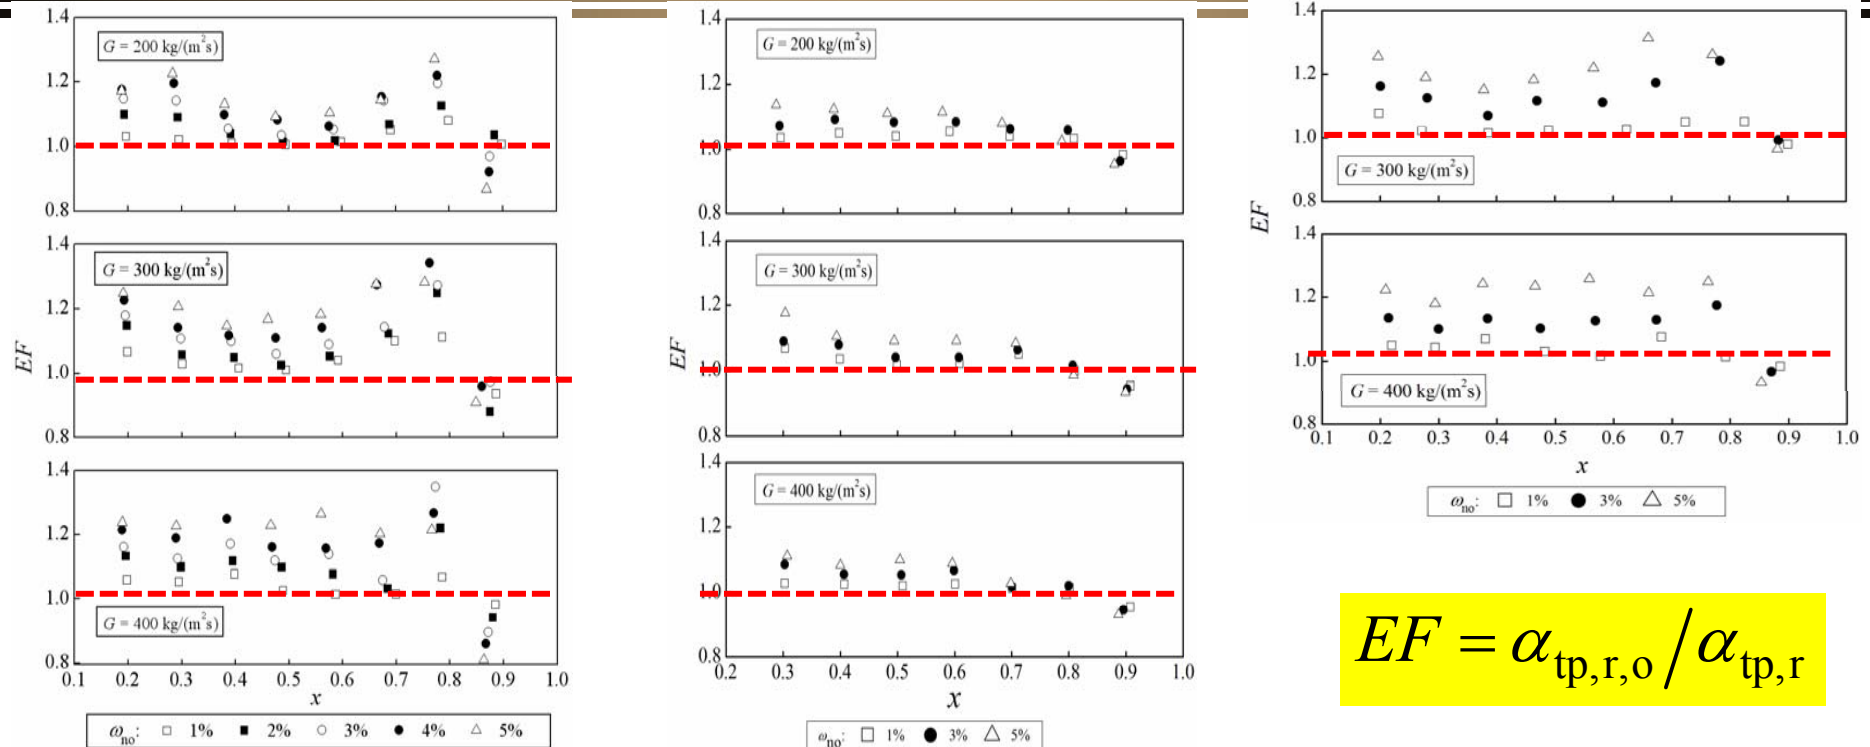 1.4
G = 200 kg/(m²s)
1.2
1.0
0.8
1.4
G = 300 kg/(m²s)
1.2
1.0
0.8
EF
1.4
1.2
1.0
G = 400 kg/(m²s)
0.8
0.1 0.2 0.3 0.4 0.5 0.6 0.7 0.8 0.9 1.0
x
ω_no: □ 1% ■ 2% ○ 3% ● 4% △ 5%
1.4
G = 200 kg/(m²s)
1.2
1.0
0.8
1.4
G = 300 kg/(m²s)
1.2
EF
1.0
0.8
1.4
G = 400 kg/(m²s)
1.2
1.0
0.8
0.2 0.3 0.4 0.5 0.6 0.7 0.8 0.9 1.0
x
ω_no: □ 1% ● 3% △ 5%
1.4
1.2
1.0
G = 300 kg/(m²s)
0.8
EF
1.4
1.2
1.0
G = 400 kg/(m²s)
0.8
0.1 0.2 0.3 0.4 0.5 0.6 0.7 0.8 0.9 1.0
x
ω_no: □ 1% ● 3% △ 5%
EF = α_tp,r,o / α_tp,r